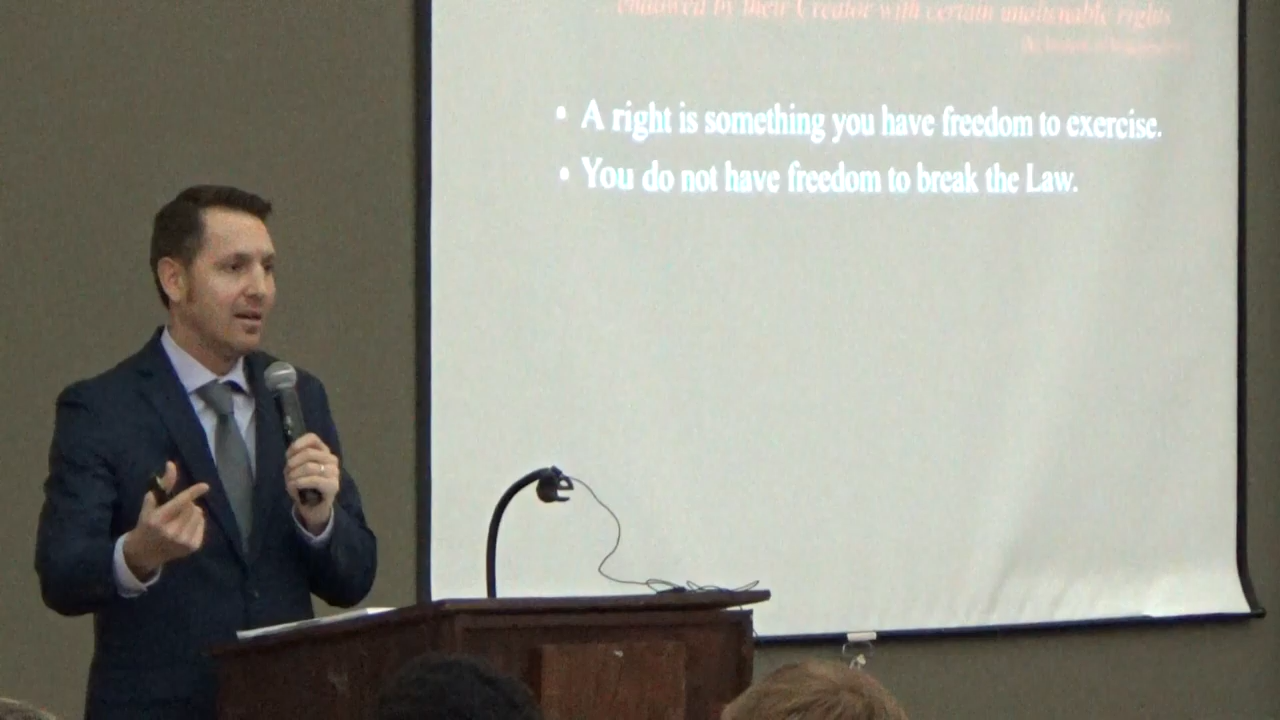 ...endowed by their Creator with certain unalienable rights
• A right is something you have freedom to exercise.
• You do not have freedom to break the Law.